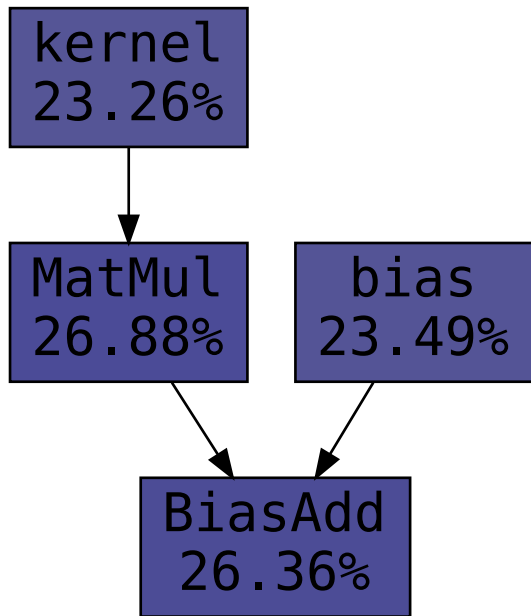 kernel
23.26%
MatMul
26.88%
bias
23.49%
BiasAdd
26.36%